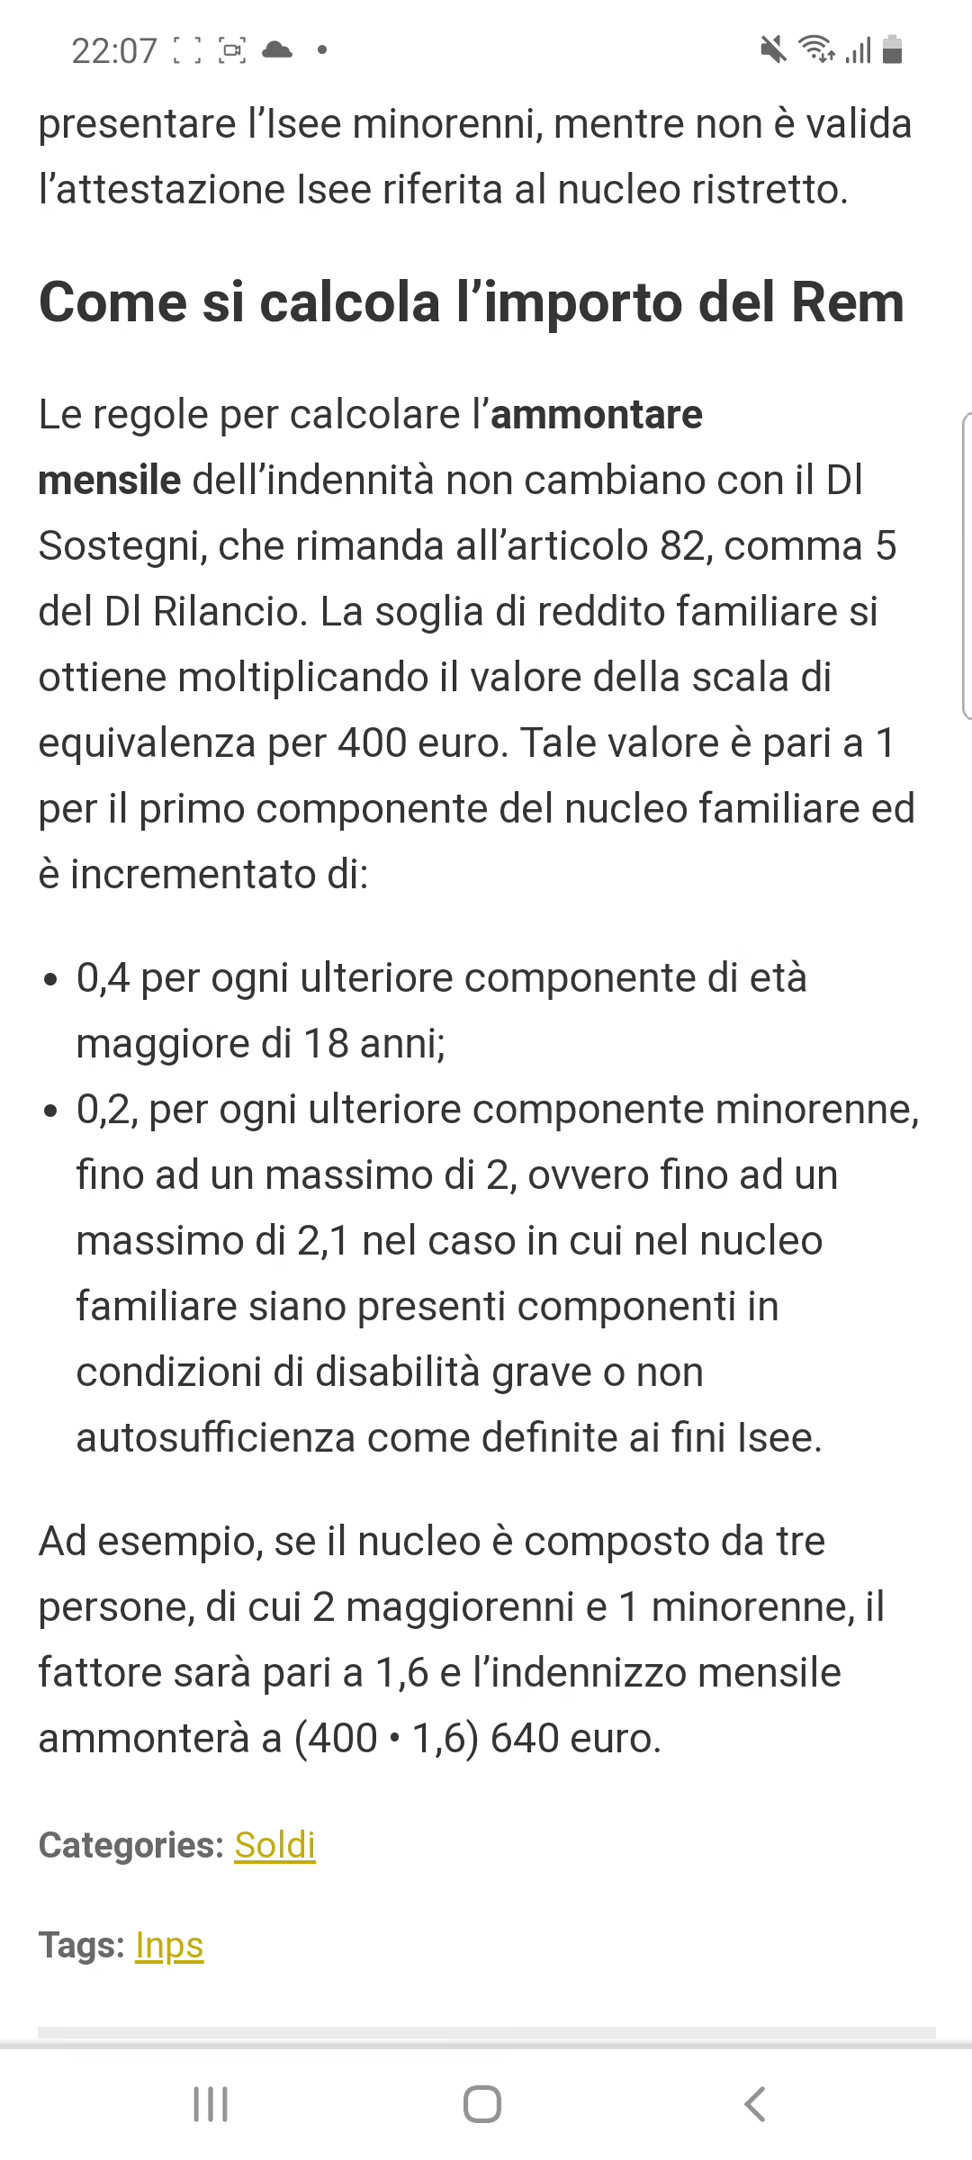 22:07
presentare l’Isee minorenni, mentre non è valida
l’attestazione Isee riferita al nucleo ristretto.
Come si calcola l’importo del Rem
Le regole per calcolare l’ammontare
mensile dell’indennità non cambiano con il Dl
Sostegni, che rimanda all’articolo 82, comma 5
del Dl Rilancio. La soglia di reddito familiare si
ottiene moltiplicando il valore della scala di
equivalenza per 400 euro. Tale valore è pari a 1
per il primo componente del nucleo familiare ed
è incrementato di:
• 0,4 per ogni ulteriore componente di età
maggiore di 18 anni;
• 0,2, per ogni ulteriore componente minorenne,
fino ad un massimo di 2, ovvero fino ad un
massimo di 2,1 nel caso in cui nel nucleo
familiare siano presenti componenti in
condizioni di disabilità grave o non
autosufficienza come definite ai fini Isee.
Ad esempio, se il nucleo è composto da tre
persone, di cui 2 maggiorenni e 1 minorenne, il
fattore sarà pari a 1,6 e l’indennizzo mensile
ammonterà a (400 • 1,6) 640 euro.
Categories: Soldi
Tags: Inps